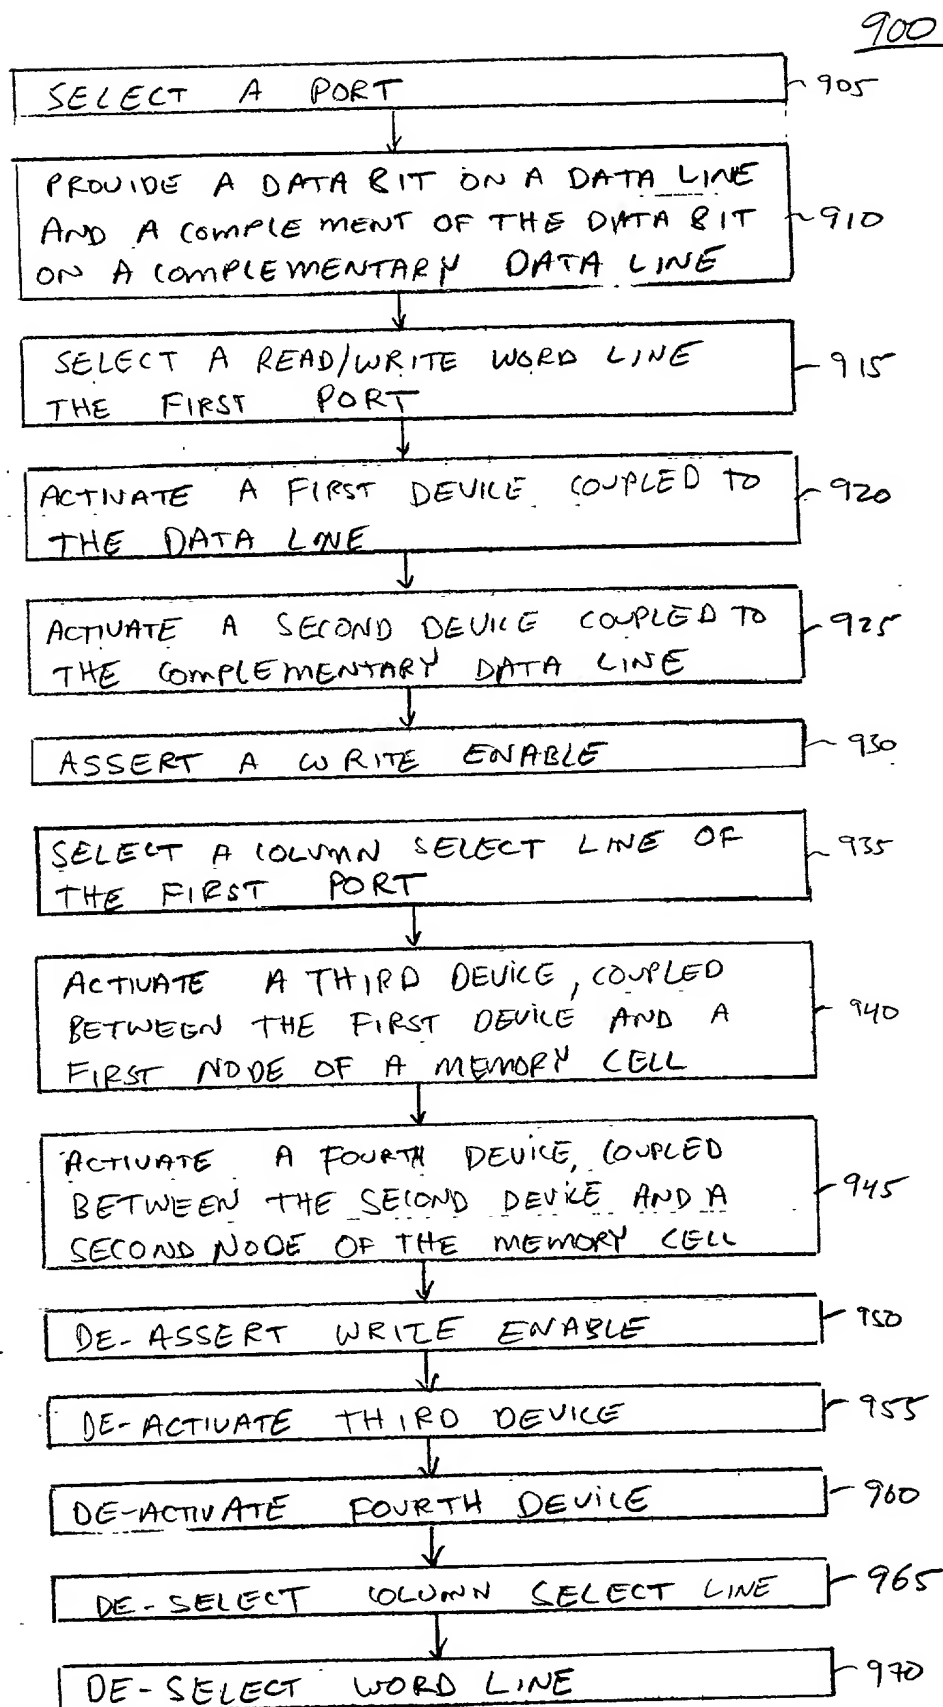 900
SELECT A PORT 905
PROVIDE A DATA BIT ON A DATA LINE
AND A COMPLEMENT OF THE DATA BIT 910
ON A COMPLEMENTARY DATA LINE
SELECT A READ/WRITE WORD LINE 915
THE FIRST PORT
ACTIVATE A FIRST DEVICE COUPLED TO 920
THE DATA LINE
ACTIVATE A SECOND DEVICE COUPLED TO 925
THE COMPLEMENTARY DATA LINE
ASSERT A WRITE ENABLE 930
SELECT A COLUMN SELECT LINE OF 935
THE FIRST PORT
ACTIVATE A THIRD DEVICE, COUPLED
BETWEEN THE FIRST DEVICE AND A 940
FIRST NODE OF A MEMORY CELL
ACTIVATE A FOURTH DEVICE, COUPLED
BETWEEN THE SECOND DEVICE AND A 945
SECOND NODE OF THE MEMORY CELL
DE-ASSERT WRITE ENABLE 950
DE-ACTIVATE THIRD DEVICE 955
DE-ACTIVATE FOURTH DEVICE 960
DE-SELECT COLUMN SELECT LINE 965
DE-SELECT WORD LINE 970